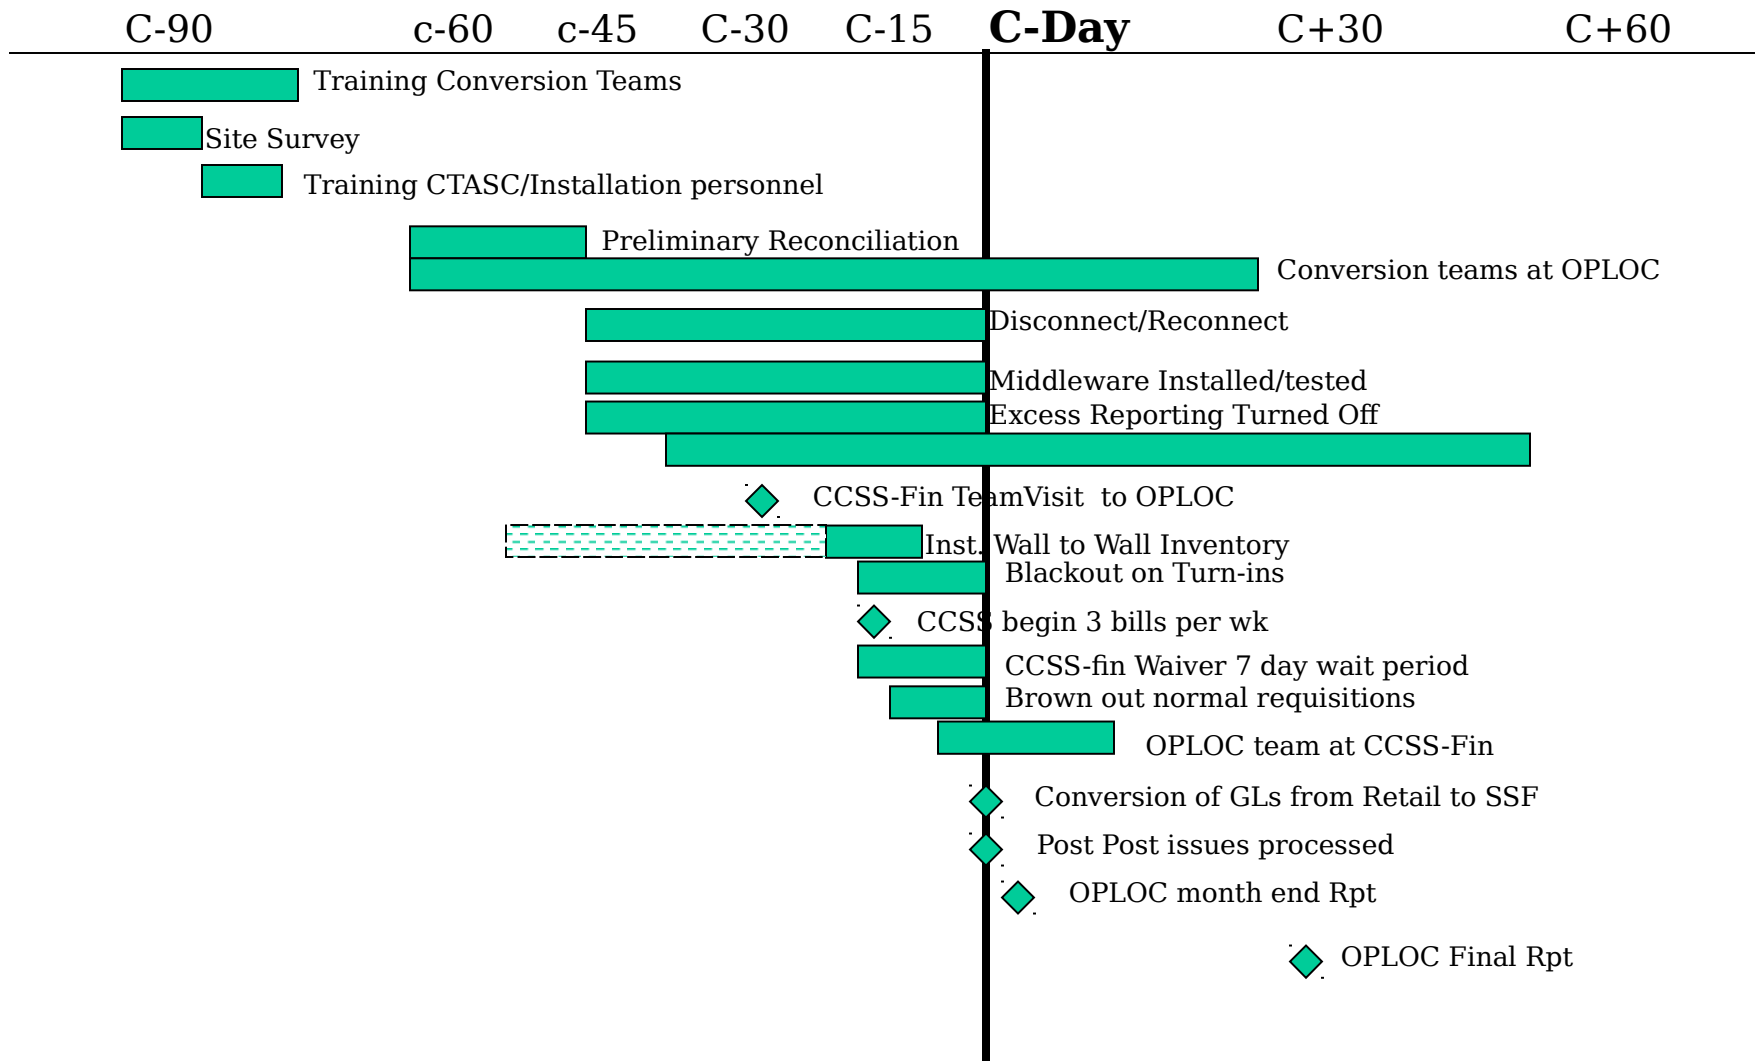 C-90 c-60 c-45 C-30 C-15 C-Day C+30 C+60
Training Conversion Teams
Site Survey
Training CTASC/Installation personnel
Preliminary Reconciliation
Conversion teams at OPLOC
Disconnect/Reconnect
Middleware Installed/tested
Excess Reporting Turned Off
CCSS-Fin TeamVisit to OPLOC
Inst. Wall to Wall Inventory
Blackout on Turn-ins
CCSS begin 3 bills per wk
CCSS-fin Waiver 7 day wait period
Brown out normal requisitions
OPLOC team at CCSS-Fin
Conversion of GLs from Retail to SSF
Post Post issues processed
OPLOC month end Rpt
OPLOC Final Rpt